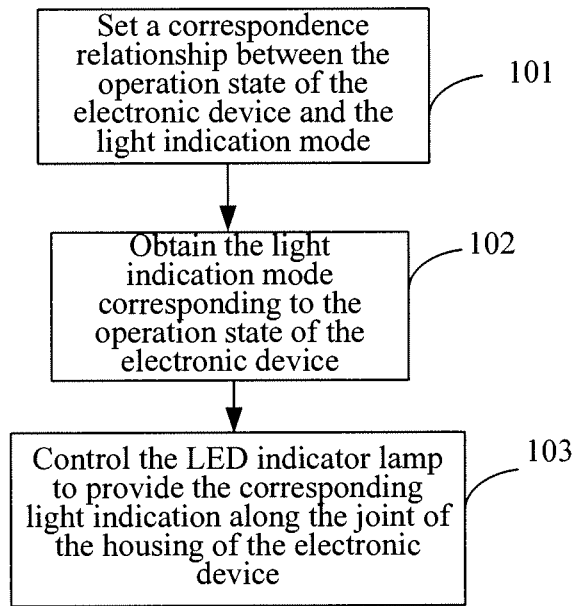 Set a correspondence
relationship between the
operation state of the
electronic device and the
light indication mode
101
Obtain the light
indication mode
corresponding to the
operation state of the
electronic device
102
Control the LED indicator lamp
to provide the corresponding
light indication along the joint of
the housing of the electronic
device
103